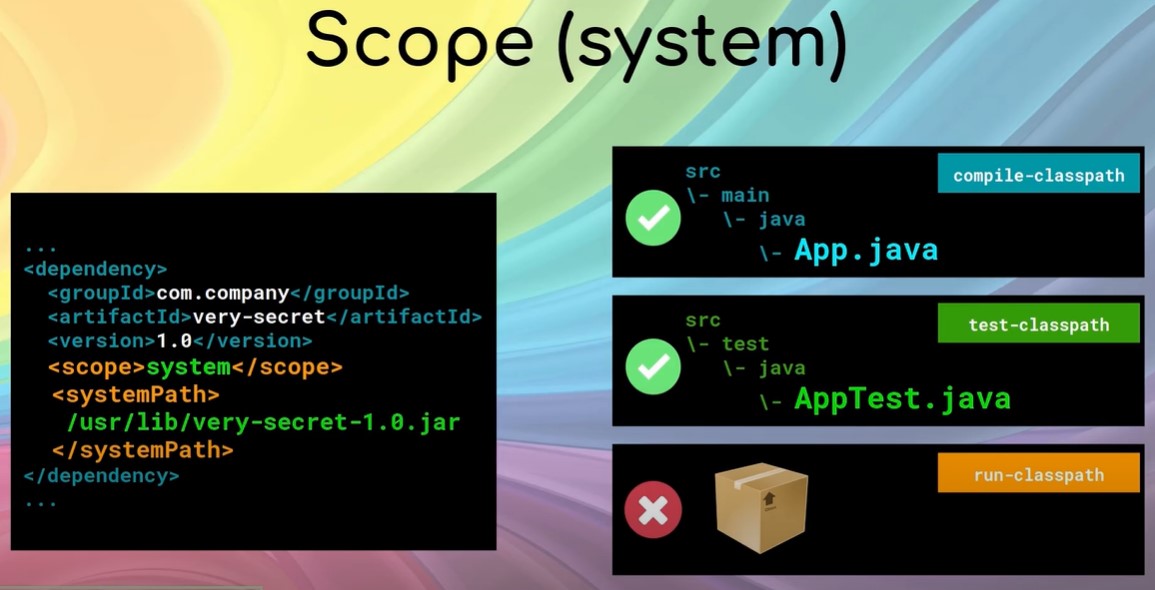 Scope (system)
...
<dependency>
<groupId>com.company</groupId>
<artifactId>very-secret</artifactId>
<version>1.0</version>
<scope>system</scope>
<systemPath>
/usr/lib/very-secret-1.0.jar
</systemPath>
</dependency>
...
compile-classpath
src
\- main
\- java
\- App.java
test-classpath
src
\- test
\- java
\- AppTest.java
run-classpath